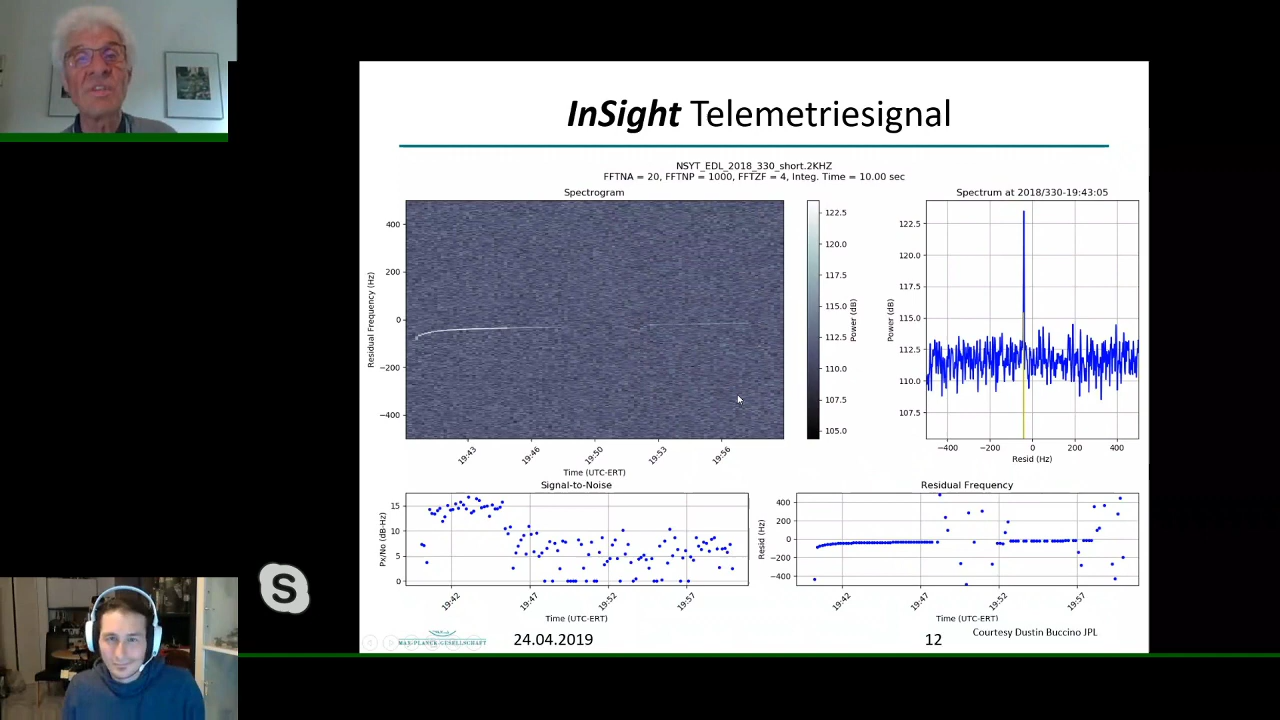 InSight Telemetriesignal
NSYT_EDL_2018_330_short.2KHZ
FFTNA = 20, FFTNP = 1000, FFTZF = 4, Integ. Time = 10.00 sec
Spectrogram
Spectrum at 2018/330-19:43:05
Residual Frequency (Hz)
400
200
0
−200
−400
19:43
19:46
19:50
19:53
19:56
Time (UTC-ERT)
122.5
120.0
117.5
115.0
112.5
110.0
107.5
105.0
Power (dB)
Power (dB)
122.5
120.0
117.5
115.0
112.5
110.0
107.5
−400
−200
0
200
400
Resid (Hz)
Signal-to-Noise
15
10
5
0
19:42
19:47
19:52
19:57
Time (UTC-ERT)
Residual Frequency
Resid (Hz)
400
200
0
−200
−400
19:42
19:47
19:52
19:57
Time (UTC-ERT)
S
MAX-PLANCK-GESELLSCHAFT
24.04.2019
12
Courtesy Dustin Buccino JPL